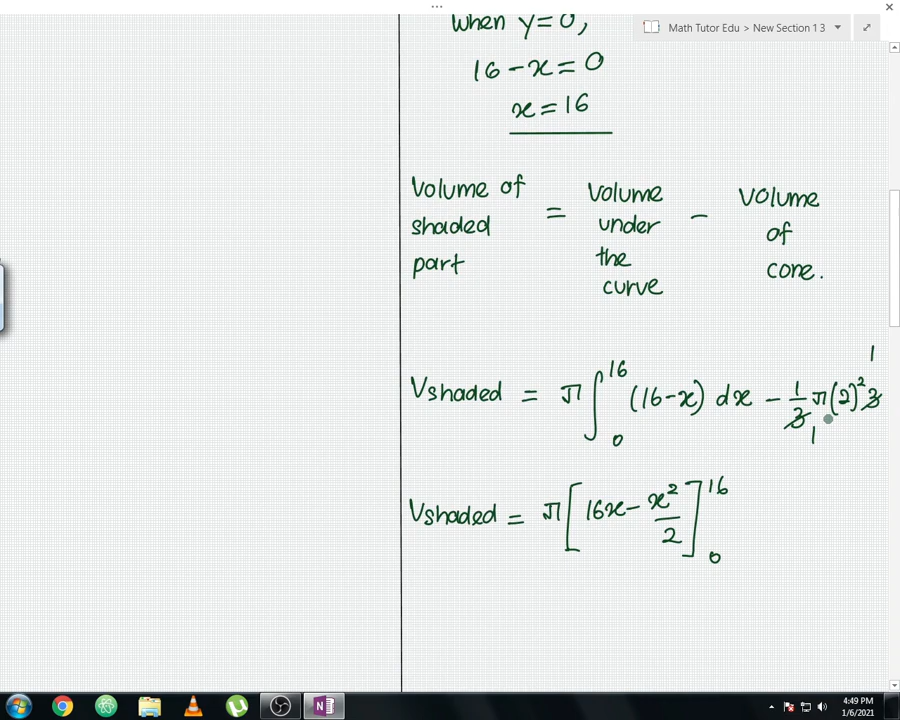 Math Tutor Edu > New Section 13
when y=0,
16-x=0
x=16
Volume of shaded part = Volume under the curve - Volume of cone.
Vshaded = π∫₀¹⁶ (16-x) dx - 1/3 π(2)² 3
1
1
Vshaded = π[16x - x²/2]₀¹⁶
4:49 PM
1/6/2021